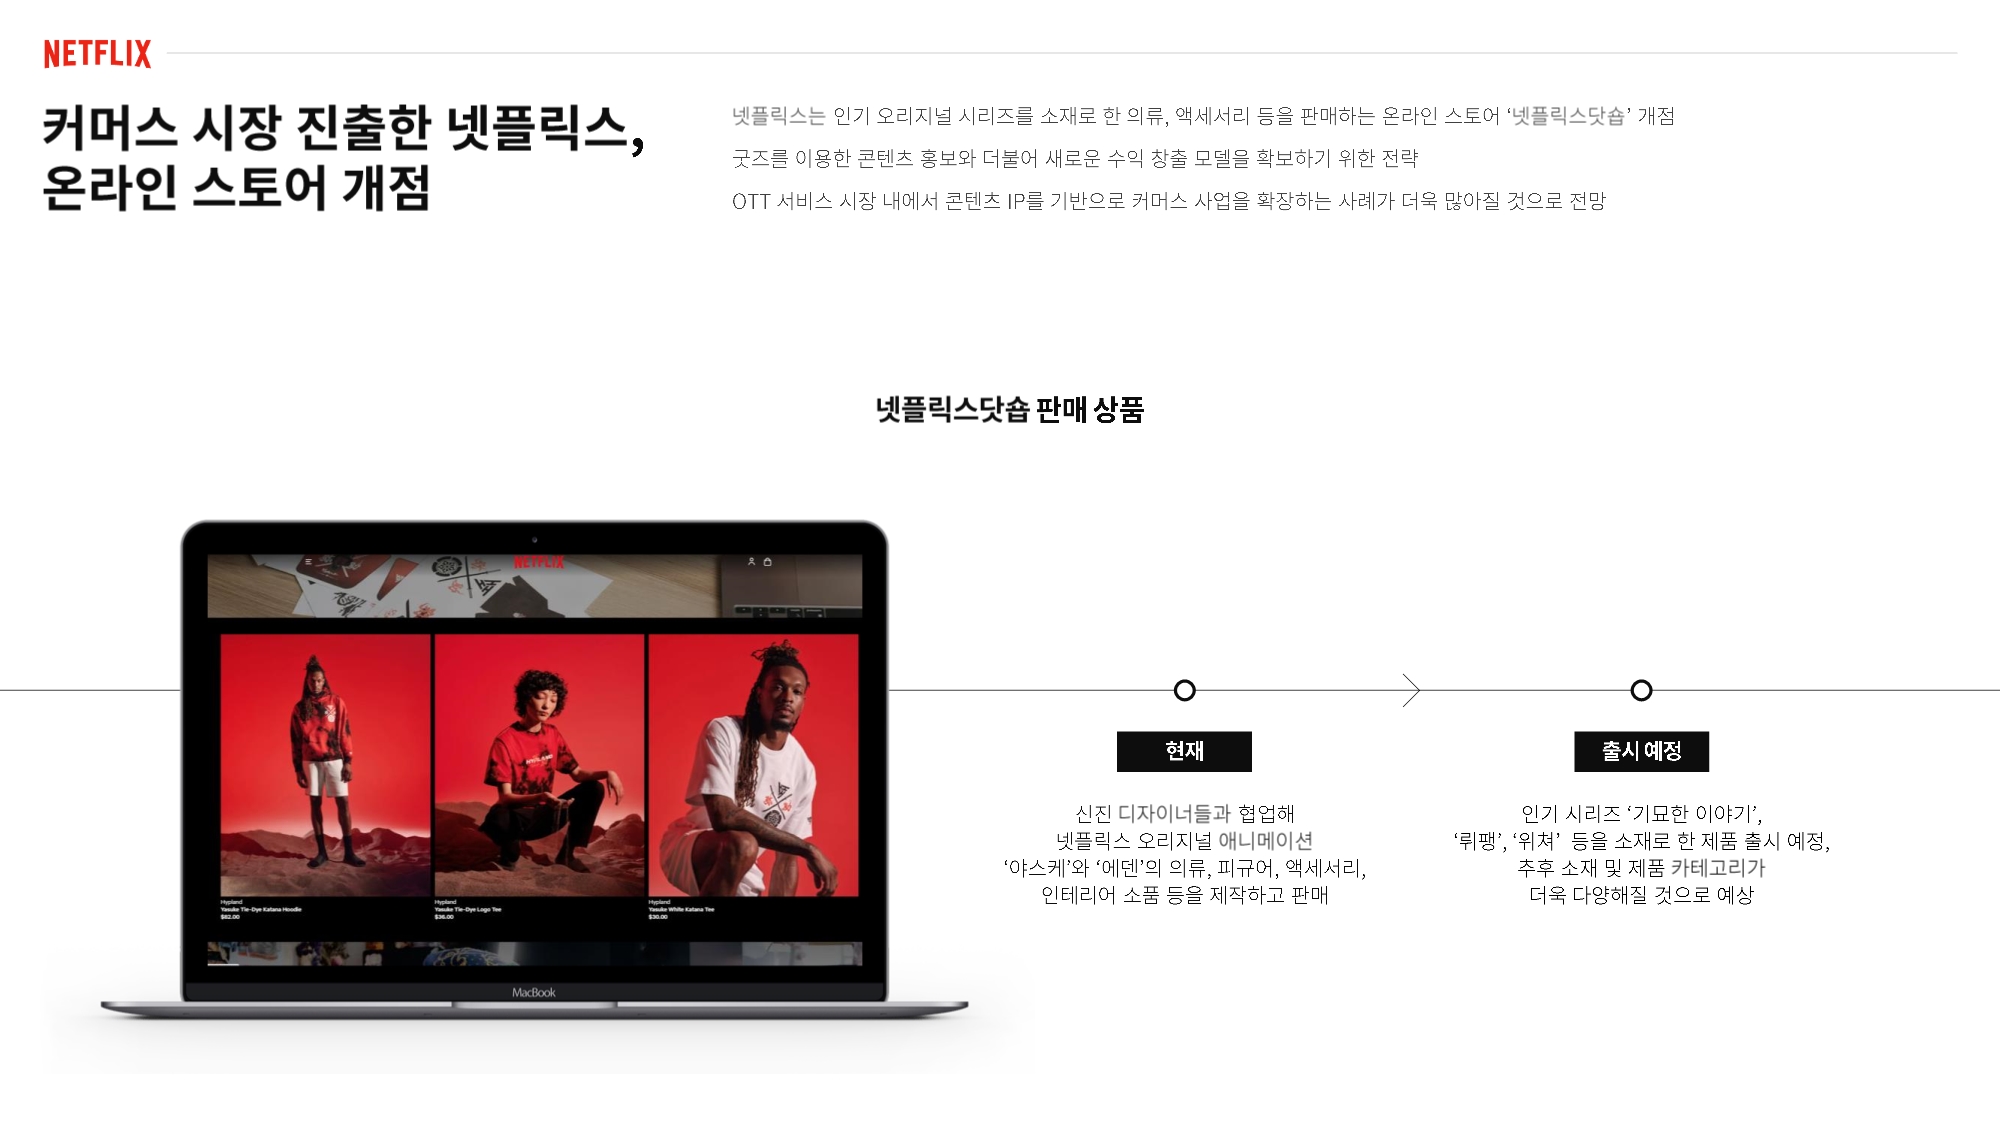 NETFLIX
커머스 시장 진출한 넷플릭스,
온라인 스토어 개점
넷플릭스는 인기 오리지널 시리즈를 소재로 한 의류, 액세서리 등을 판매하는 온라인 스토어 ‘넷플릭스닷숍’ 개점
굿즈를 이용한 콘텐츠 홍보와 더불어 새로운 수익 창출 모델을 확보하기 위한 전략
OTT 서비스 시장 내에서 콘텐츠 IP를 기반으로 커머스 사업을 확장하는 사례가 더욱 많아질 것으로 전망
넷플릭스닷숍 판매 상품
NETFLIX
Hypland
Yasuke Tie-Dye Katana Hoodie
$82.00
Hypland
Yasuke Tie-Dye Logo Tee
$36.00
Hypland
Yasuke White Katana Tee
$30.00
MacBook
현재
신진 디자이너들과 협업해
넷플릭스 오리지널 애니메이션
‘야스케’와 ‘에덴’의 의류, 피규어, 액세서리,
인테리어 소품 등을 제작하고 판매
출시 예정
인기 시리즈 ‘기묘한 이야기’,
‘뤼팽’, ‘위쳐’ 등을 소재로 한 제품 출시 예정,
추후 소재 및 제품 카테고리가
더욱 다양해질 것으로 예상